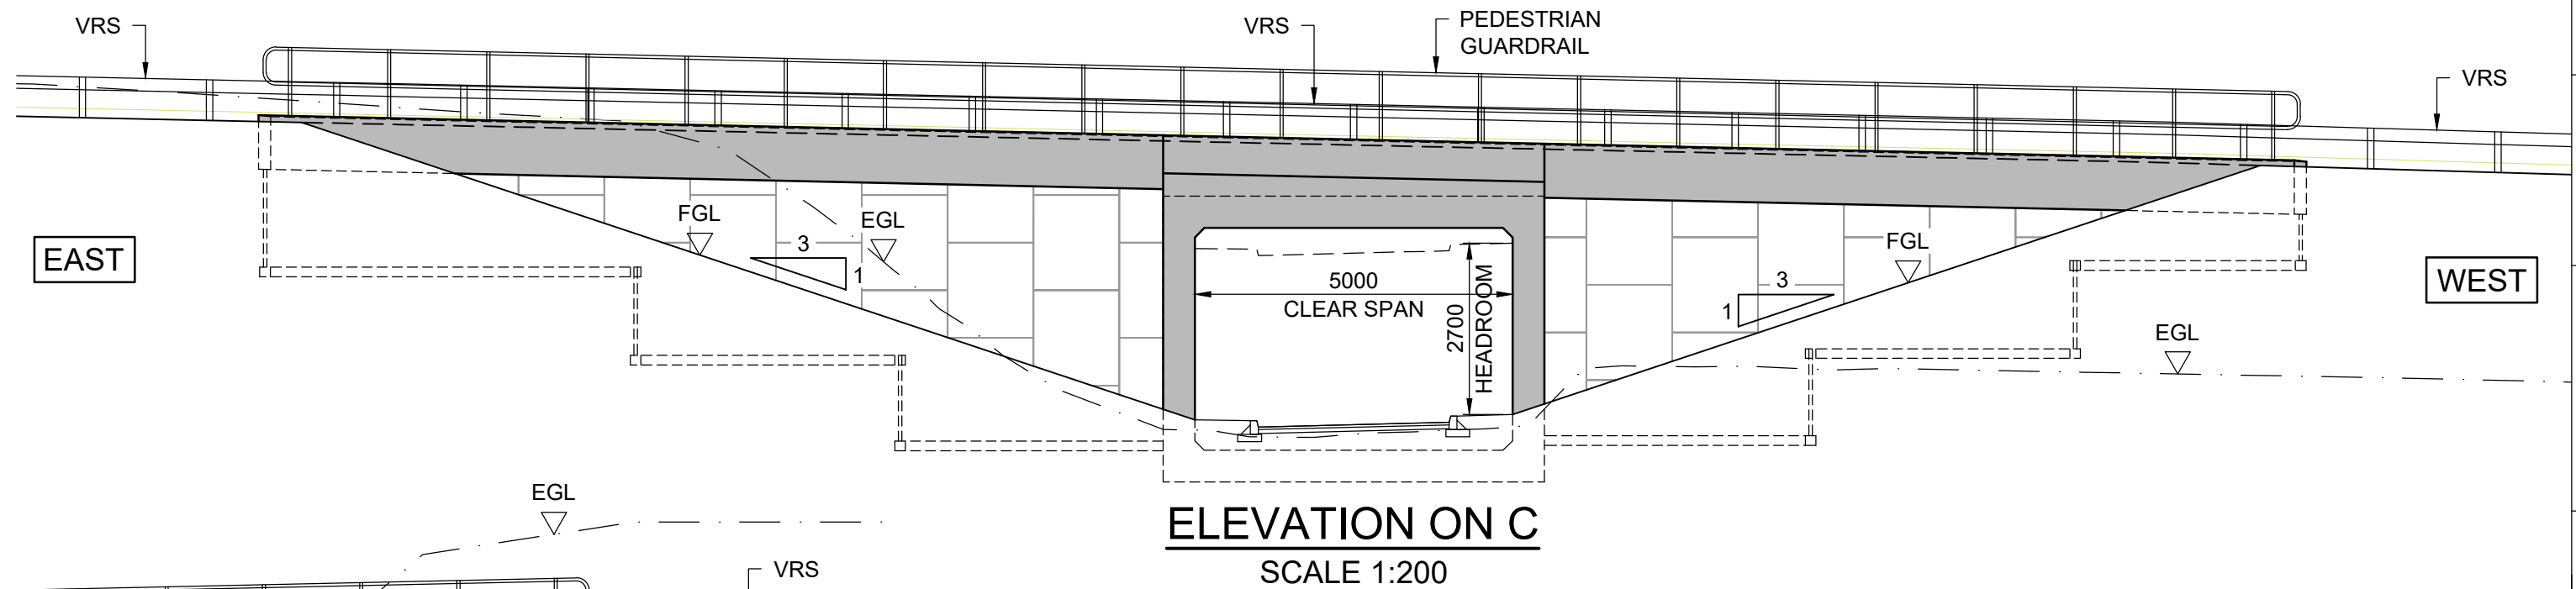 VRS
VRS
PEDESTRIAN
GUARDRAIL
VRS
FGL
EGL
3
1
EAST
5000
CLEAR SPAN
2700
HEADROOM
FGL
3
1
WEST
EGL
EGL
ELEVATION ON C
SCALE 1:200
VRS